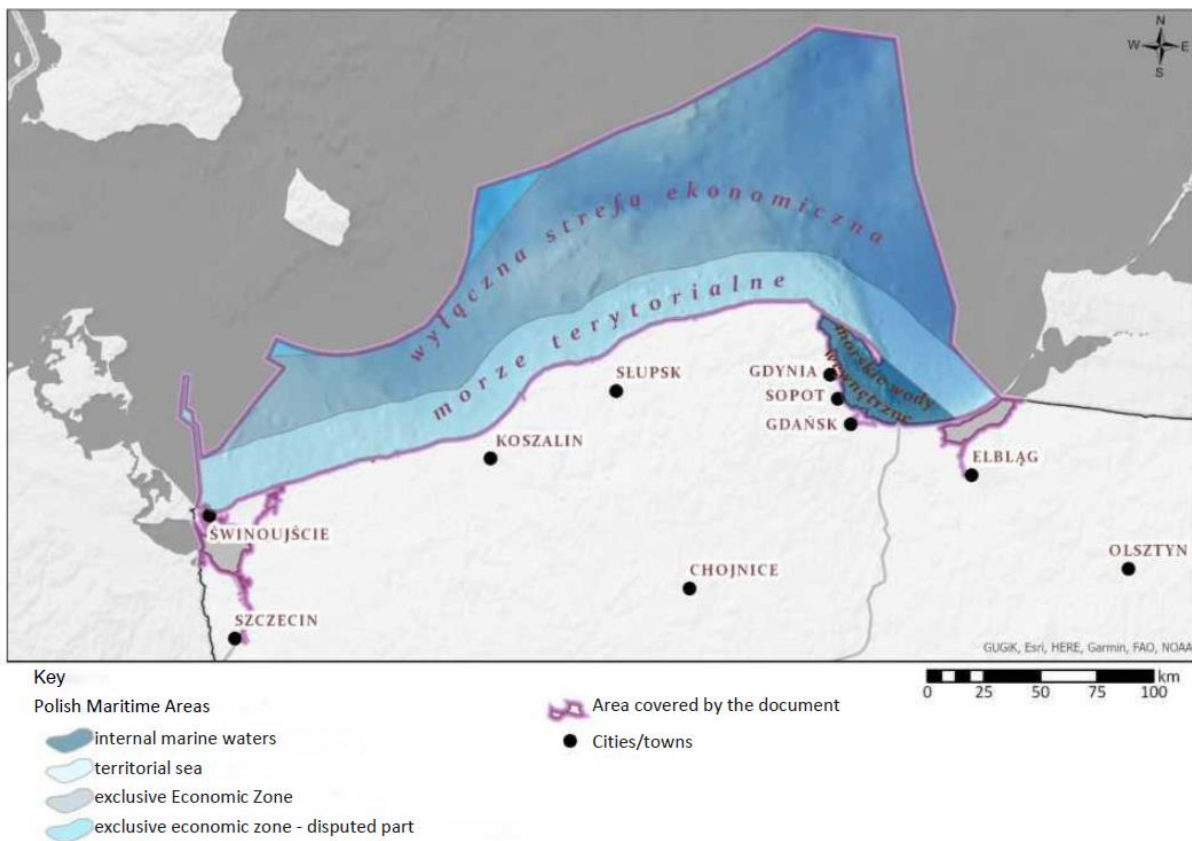 N
W E
S
wyłączna strefa ekonomiczna
morze terytorialne
morskie wody
wewnętrzne
GDYNIA
SOPOT
GDAŃSK
SŁUPSK
KOSZALIN
ELBLĄG
ŚWINOUJŚCIE
CHOJNICE
OLSZTYN
SZCZECIN
GUGiK, Esri, HERE, Garmin, FAO, NOAA
km
0 25 50 75 100
Key
Polish Maritime Areas
internal marine waters
territorial sea
exclusive Economic Zone
exclusive economic zone - disputed part
Area covered by the document
Cities/towns